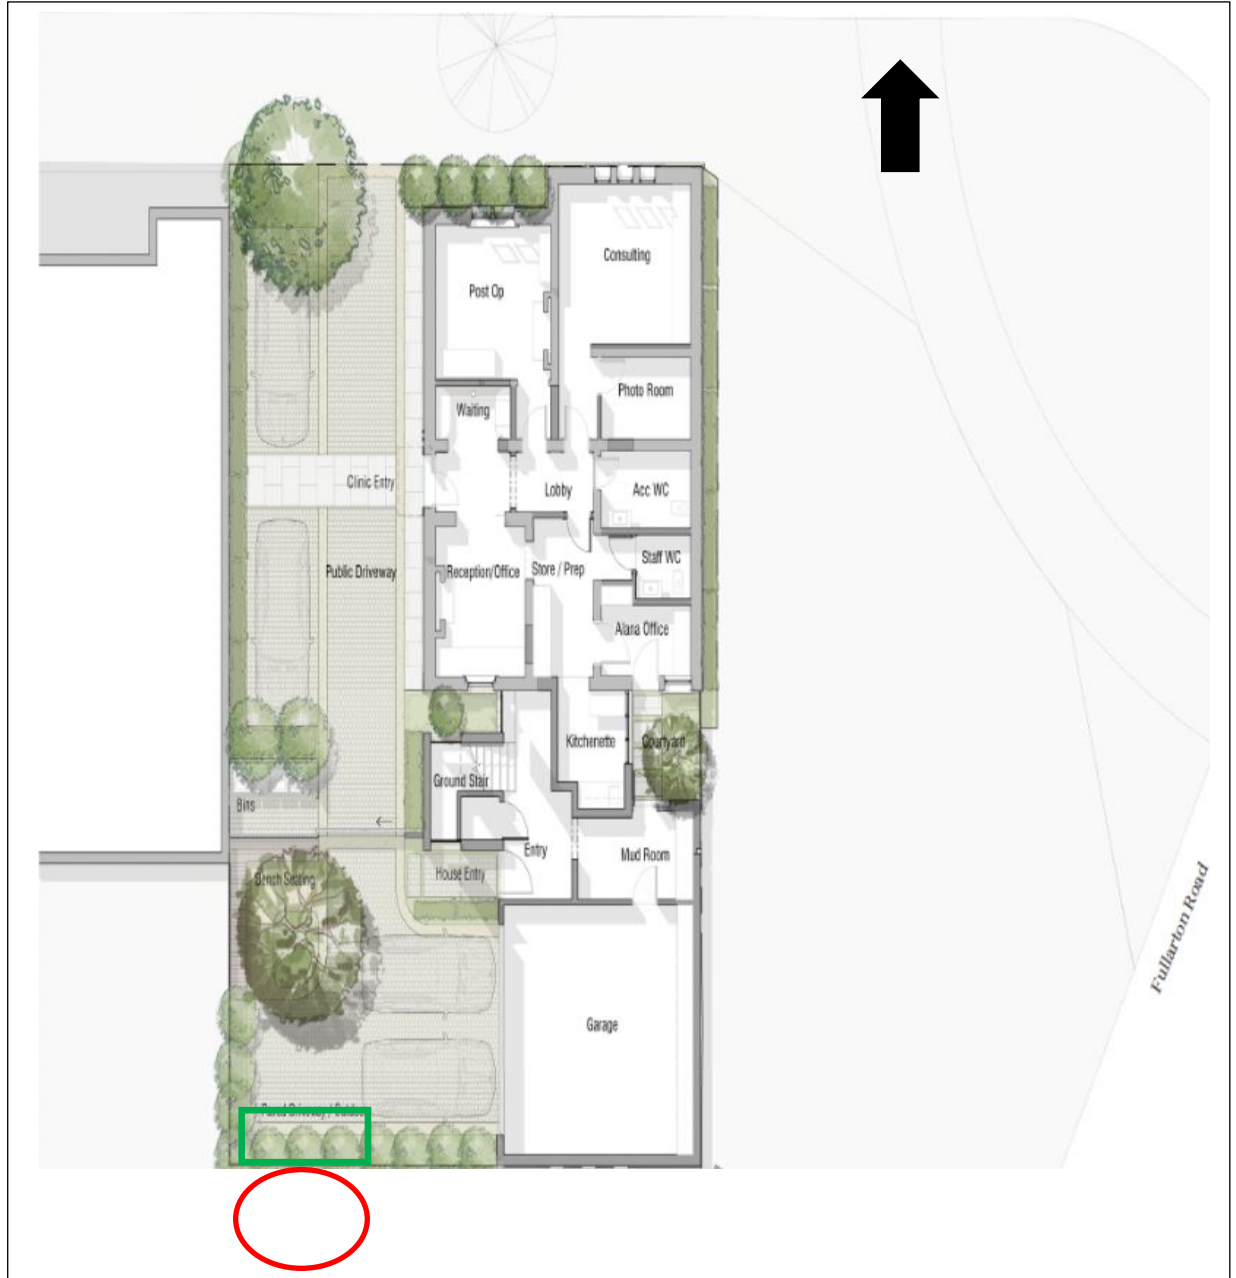 Consulting
Post Op
Photo Room
Waiting
Clinic Entry
Lobby
Acc WC
Staff WC
Public Driveway
Reception/Office
Store / Prep
Alana Office
Kitchenette
Courtyard
Ground Stair
Bins
Entry
Mud Room
House Entry
Bench Seating
Fullarton Road
Garage
Driveway /